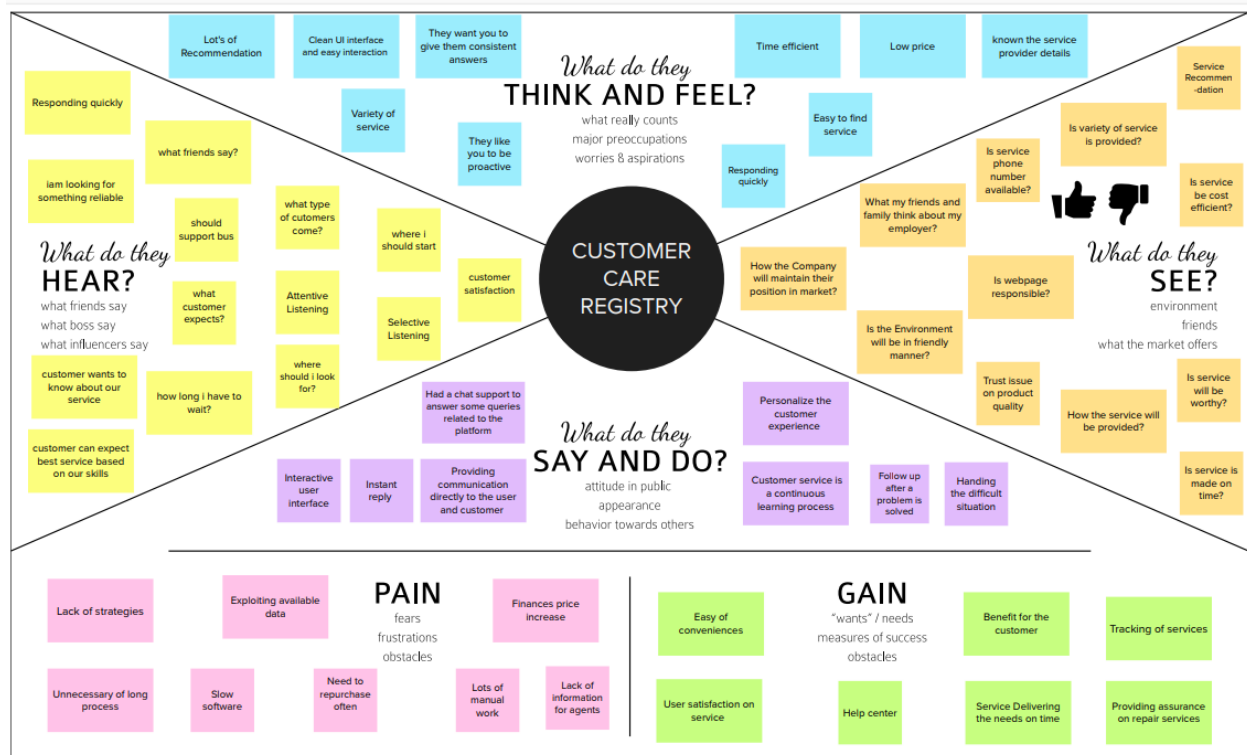 Lot's of
Recommendation
Clean UI interface
and easy interaction
They want you to
give them consistent
answers
Variety of
service
They like
you to be
proactive
What do they
THINK AND FEEL?
what really counts
major preoccupations
worries & aspirations
Time efficient
Low price
known the service
provider details
Easy to find
service
Responding
quickly
Responding quickly
what friends say?
iam looking for
something reliable
should
support bus
what type
of cutomers
come?
where i
should start
What do they
HEAR?
what friends say
what boss say
what influencers say
what
customer
expects?
Attentive
Listening
customer
satisfaction
Selective
Listening
customer wants to
know about our
service
how long i have to
wait?
where
should i look
for?
customer can expect
best service based
on our skills
CUSTOMER
CARE
REGISTRY
Service
Recommen
-dation
Is variety of service
is provided?
Is service
phone
number
available?
Is service
be cost
efficient?
What my friends and
family think about my
employer?
How the Company
will maintain their
position in market?
Is webpage
responsible?
What do they
SEE?
environment
friends
what the market offers
Is the Environment
will be in friendly
manner?
Trust issue
on product
quality
How the service will
be provided?
Is service
will be
worthy?
Is service is
made on
time?
Had a chat support to
answer some queries
related to the
platform
Interactive
user
interface
Instant
reply
Providing
communication
directly to the user
and customer
What do they
SAY AND DO?
attitude in public
appearance
behavior towards others
Personalize the
customer
experience
Customer service is
a continuous
learning process
Follow up
after a
problem is
solved
Handing
the difficult
situation
Lack of strategies
Exploiting available
data
PAIN
fears
frustrations
obstacles
Finances price
increase
Unnecessary of long
process
Slow
software
Need to
repurchase
often
Lots of
manual
work
Lack of
information
for agents
Easy of
conveniences
GAIN
"wants" / needs
measures of success
obstacles
Benefit for the
customer
Tracking of services
User satisfaction on
service
Help center
Service Delivering
the needs on time
Providing assurance
on repair services